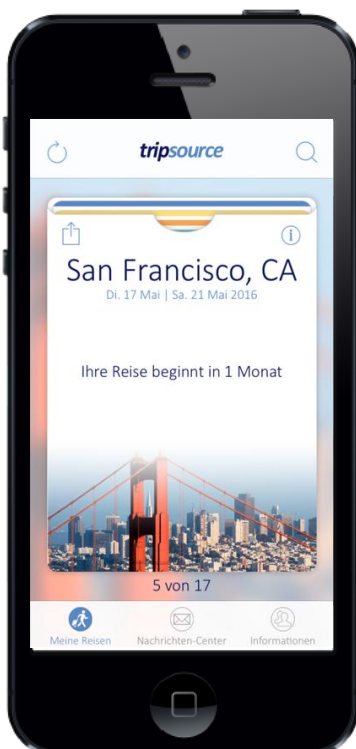 tripsource
San Francisco, CA
Di. 17 Mai | Sa. 21 Mai 2016
Ihre Reise beginnt in 1 Monat
5 von 17
Meine Reisen Nachrichten-Center Informationen